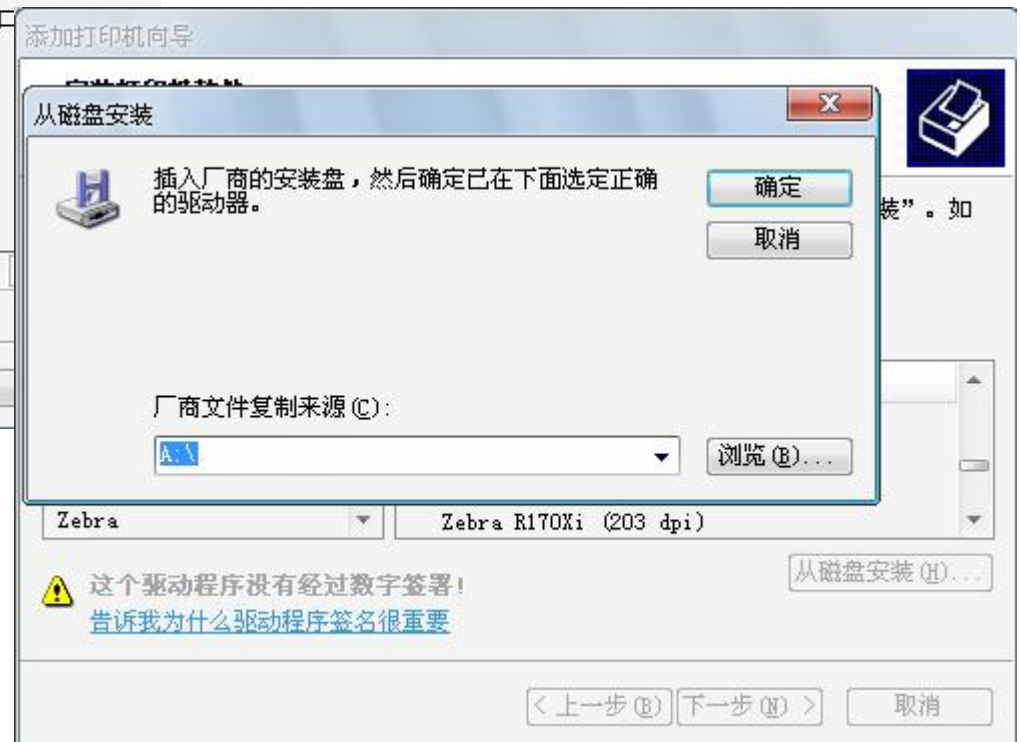 添加打印机向导
从磁盘安装
插入厂商的安装盘，然后确定已在下面选定正确
的驱动器。
确定
取消
装”。如
厂商文件复制来源(C):
A:\
浏览(B)...
Zebra
Zebra R170Xi (203 dpi)
这个驱动程序没有经过数字签署!
告诉我为什么驱动程序签名很重要
从磁盘安装(H)...
< 上一步(B)
下一步(N) >
取消